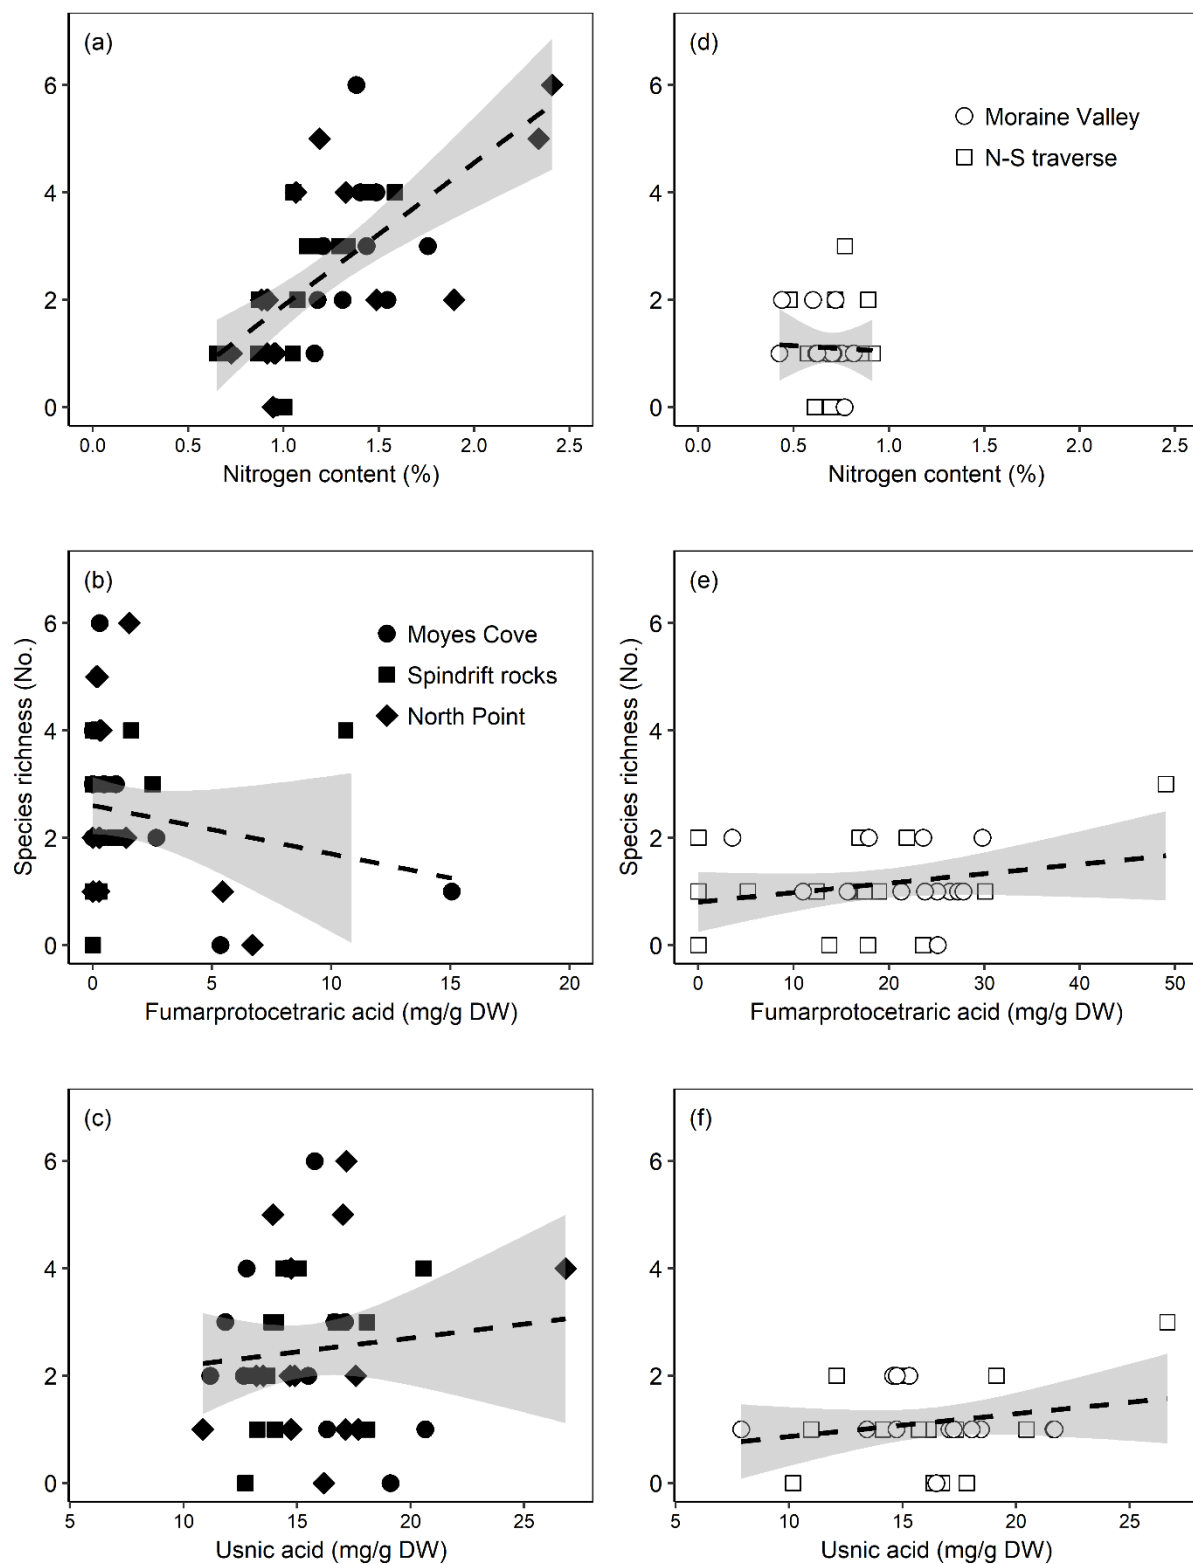 (a)
6
4
2
0
0.0 0.5 1.0 1.5 2.0 2.5
Nitrogen content (%)
(d)
Moraine Valley
N-S traverse
6
4
2
0
0.0 0.5 1.0 1.5 2.0 2.5
Nitrogen content (%)
(b)
Moyes Cove
Spindrift rocks
North Point
Species richness (No.)
6
4
2
0
0 5 10 15 20
Fumarprotocetraric acid (mg/g DW)
(e)
Species richness (No.)
6
4
2
0
0 10 20 30 40 50
Fumarprotocetraric acid (mg/g DW)
(c)
6
4
2
0
5 10 15 20 25
Usnic acid (mg/g DW)
(f)
6
4
2
0
5 10 15 20 25
Usnic acid (mg/g DW)